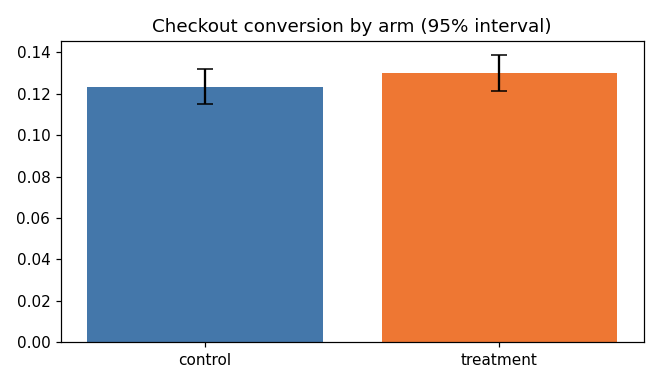 Checkout conversion by arm (95% interval)
0.14
0.12
0.10
0.08
0.06
0.04
0.02
0.00
control
treatment